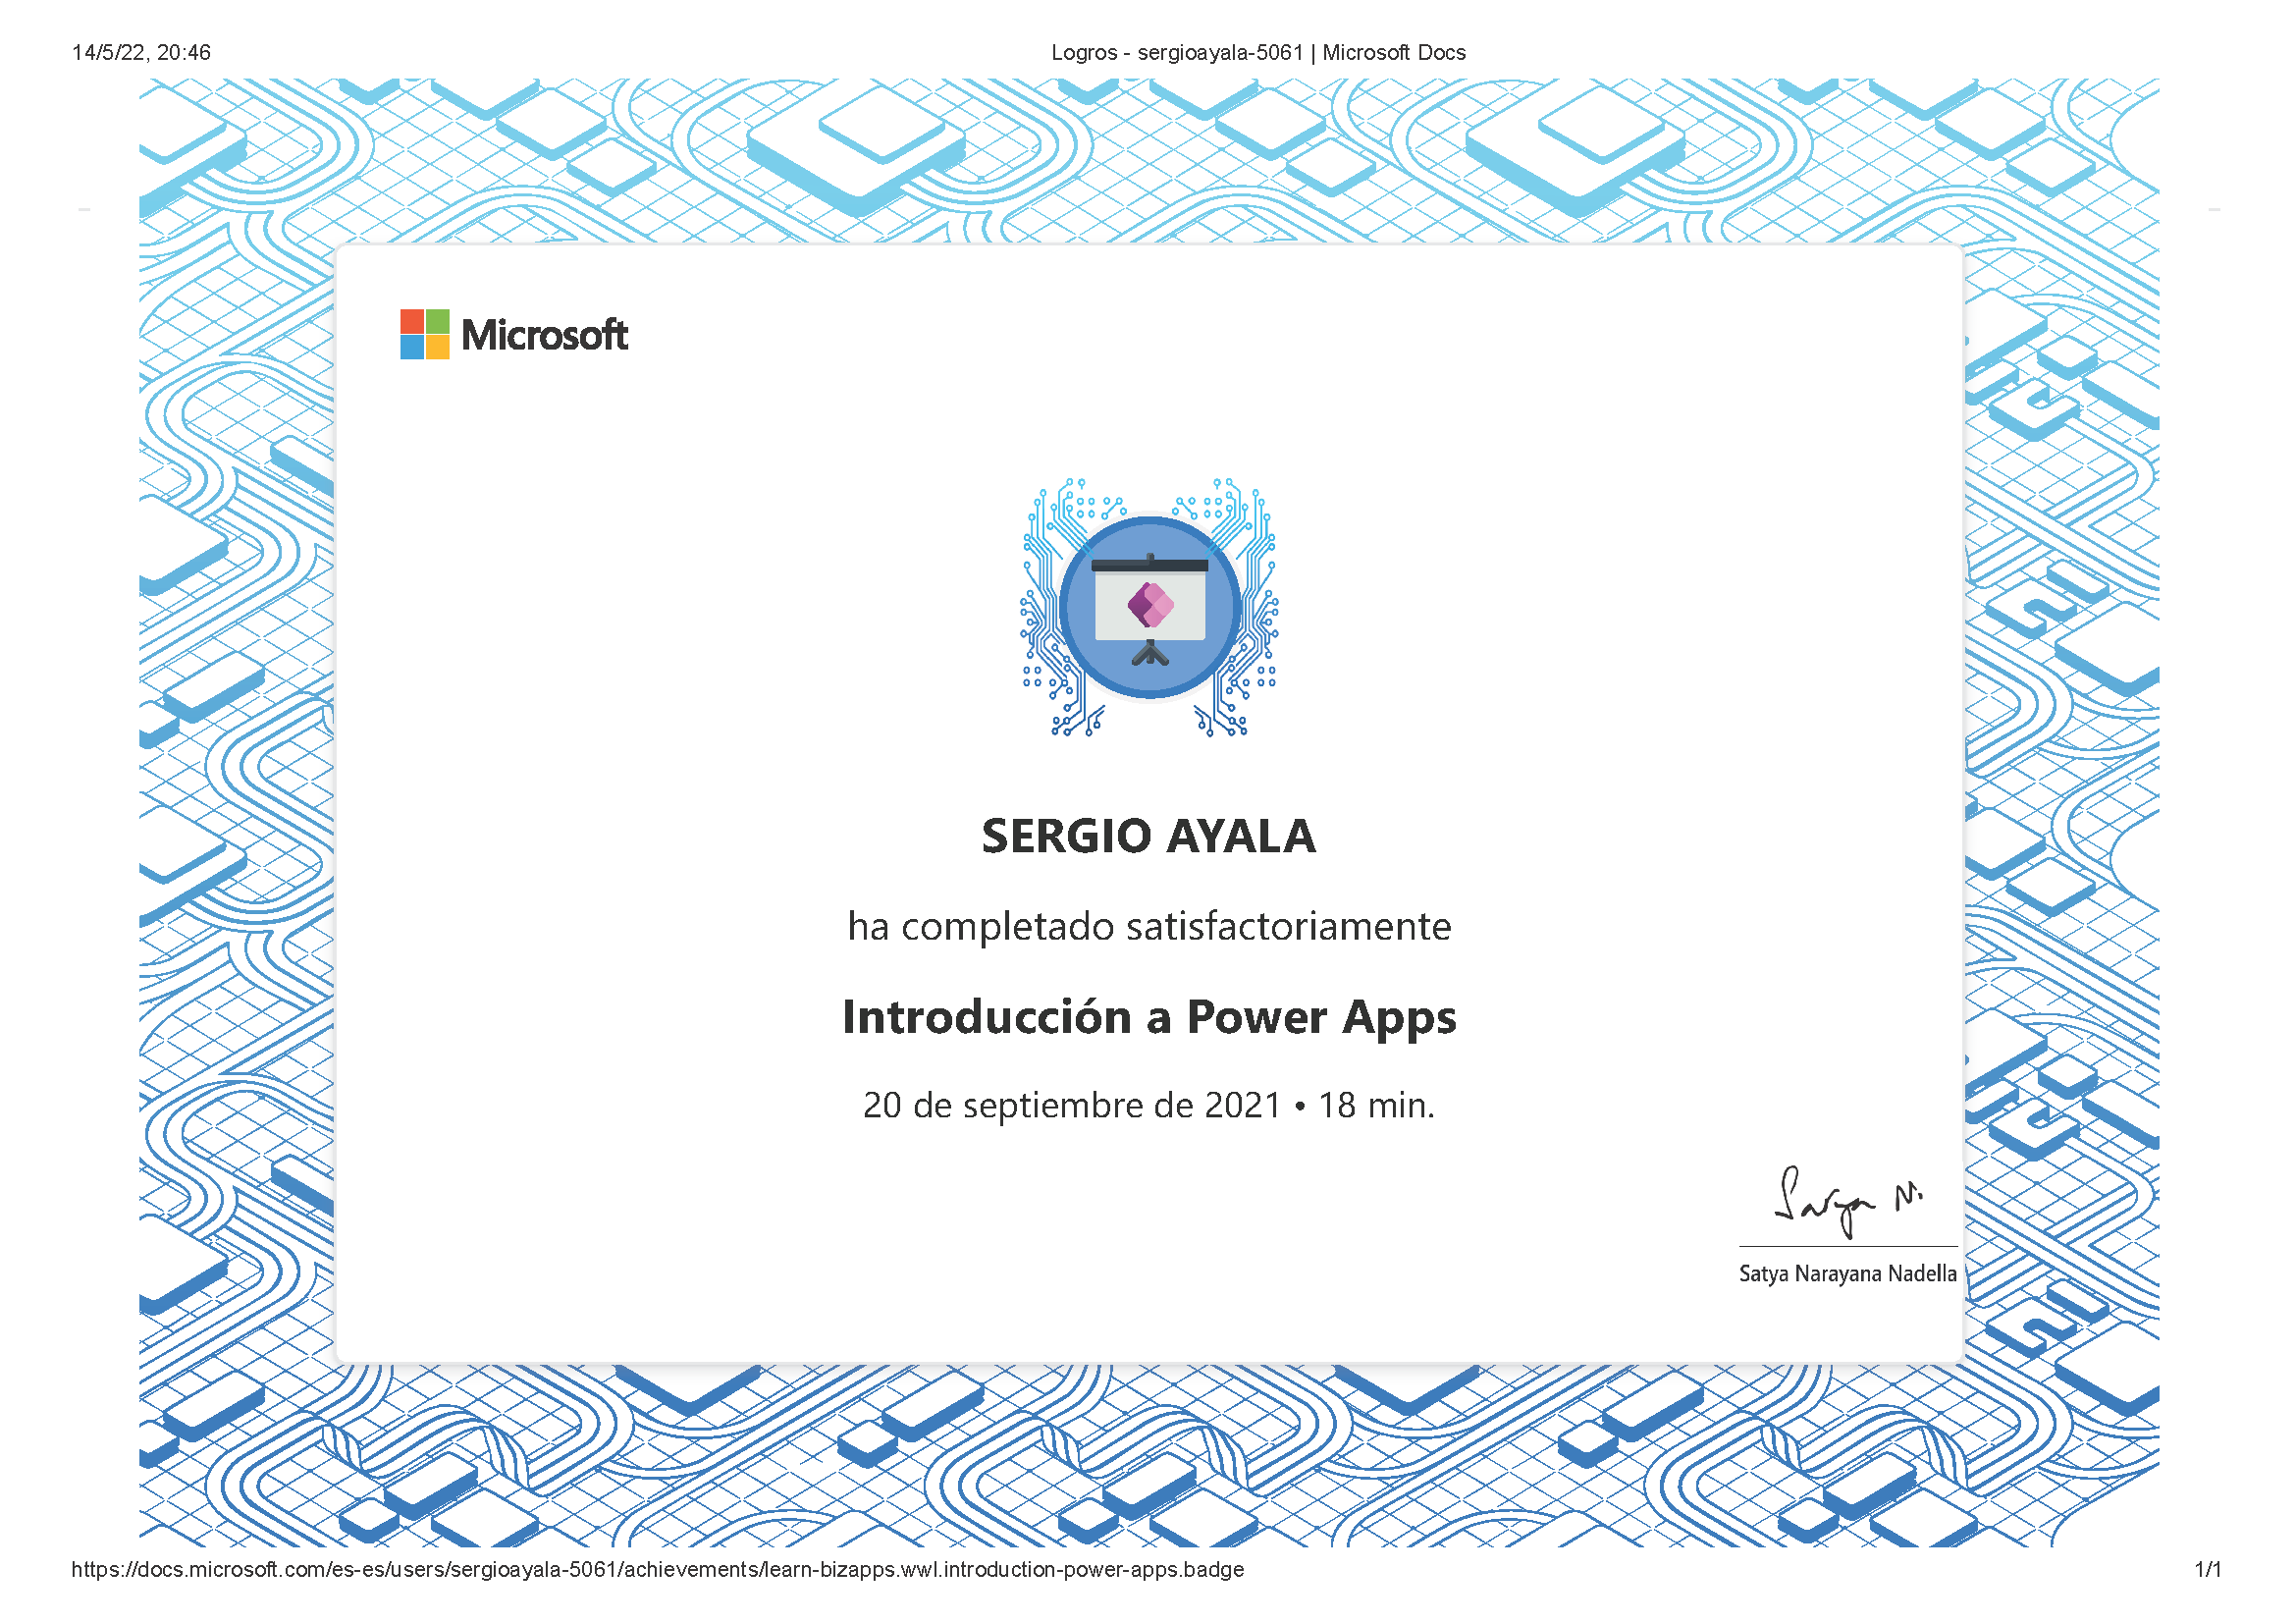 14/5/22, 20:46
Logros - sergioayala-5061 | Microsoft Docs
Microsoft
SERGIO AYALA
ha completado satisfactoriamente
Introducción a Power Apps
20 de septiembre de 2021 • 18 min.
Satya N.
Satya Narayana Nadella
https://docs.microsoft.com/es-es/users/sergioayala-5061/achievements/learn-bizapps.wwl.introduction-power-apps.badge
1/1